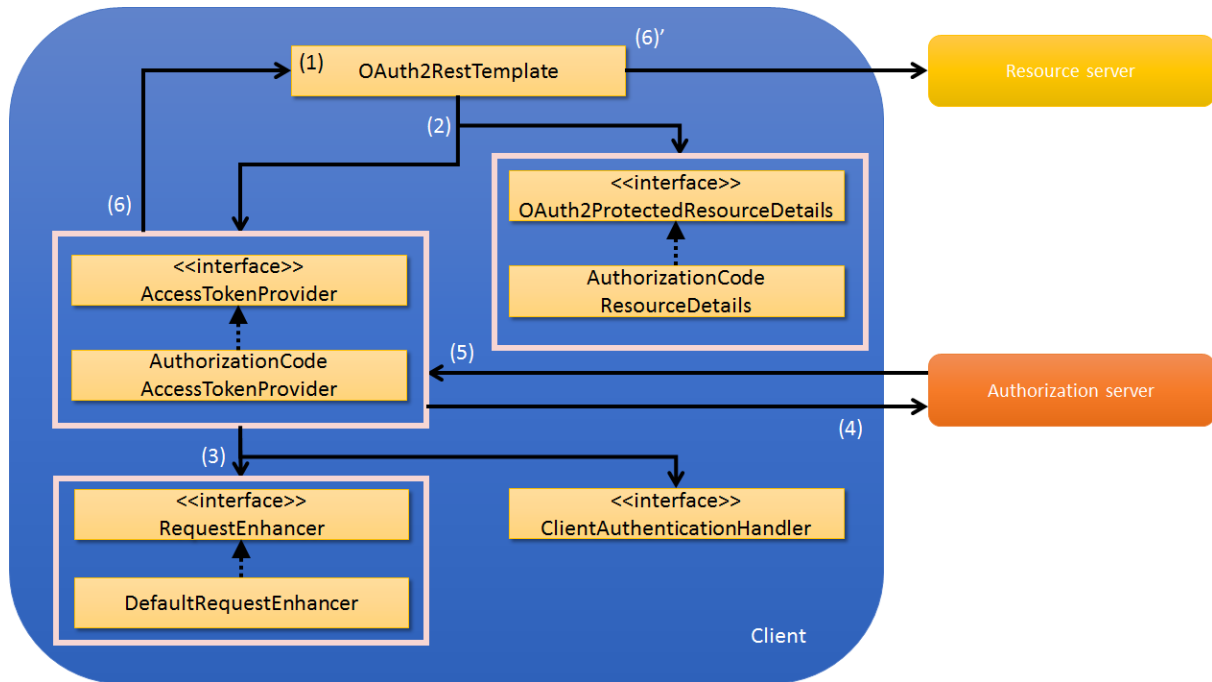 (6)’
(1)
OAuth2RestTemplate
Resource server
(2)
<<interface>>
OAuth2ProtectedResourceDetails
(6)
<<interface>>
AccessTokenProvider
AuthorizationCode
ResourceDetails
AuthorizationCode
AccessTokenProvider
(5)
Authorization server
(4)
(3)
<<interface>>
RequestEnhancer
<<interface>>
ClientAuthenticationHandler
DefaultRequestEnhancer
Client